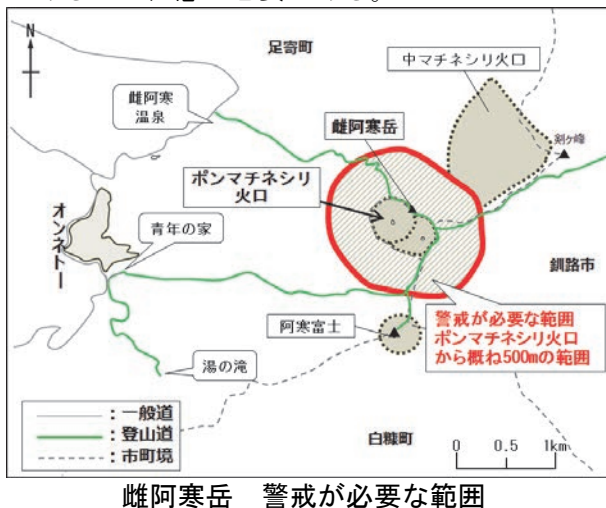 N
足寄町
中マチネシリ火口
雌阿寒
温泉
雌阿寒岳
剣ヶ峰
ポンマチネシリ
火口
オンネトー
青年の家
釧路市
警戒が必要な範囲
ポンマチネシリ火口
から概ね500mの範囲
阿寒富士
湯の滝
：一般道
：登山道
：市町境
白糠町
0 0.5 1km
雌阿寒岳　警戒が必要な範囲